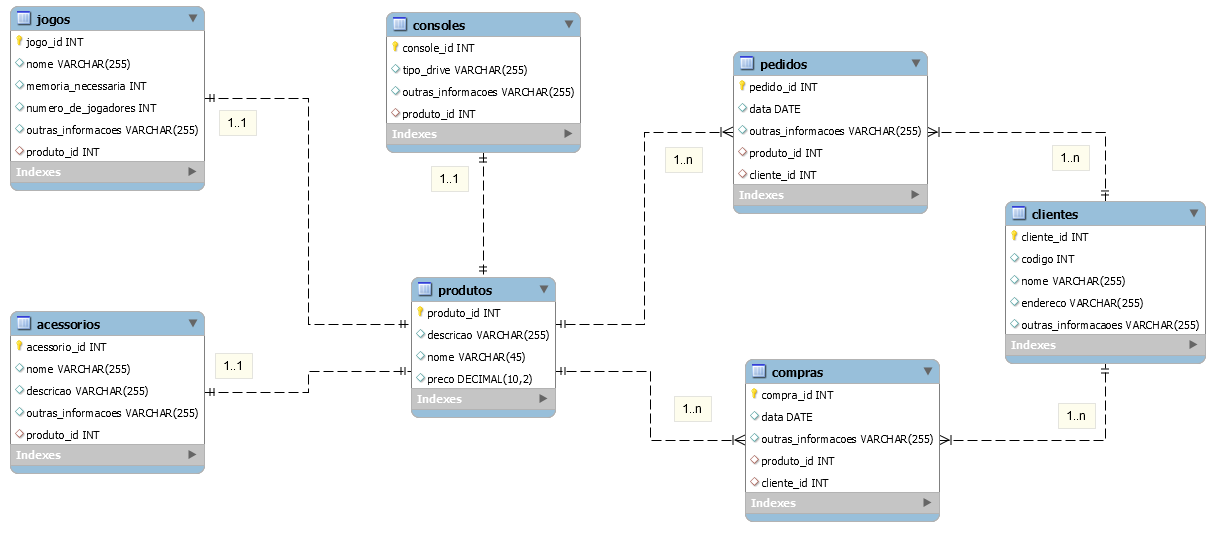 jogos
jogo_id INT
nome VARCHAR(255)
memoria_necessaria INT
numero_de_jogadores INT
outras_informacoes VARCHAR(255)
produto_id INT
Indexes
1..1
consoles
console_id INT
tipo_drive VARCHAR(255)
outras_informacoes VARCHAR(255)
produto_id INT
Indexes
1..1
pedidos
pedido_id INT
data DATE
outras_informacoes VARCHAR(255)
produto_id INT
cliente_id INT
Indexes
1..n
1..n
clientes
cliente_id INT
codigo INT
nome VARCHAR(255)
endereco VARCHAR(255)
outras_informacaoes VARCHAR(255)
Indexes
produtos
produto_id INT
descricao VARCHAR(255)
nome VARCHAR(45)
preco DECIMAL(10,2)
Indexes
acessorios
acessorio_id INT
nome VARCHAR(255)
descricao VARCHAR(255)
outras_informacoes VARCHAR(255)
produto_id INT
Indexes
1..1
compras
compra_id INT
data DATE
outras_informacoes VARCHAR(255)
produto_id INT
cliente_id INT
Indexes
1..n
1..n